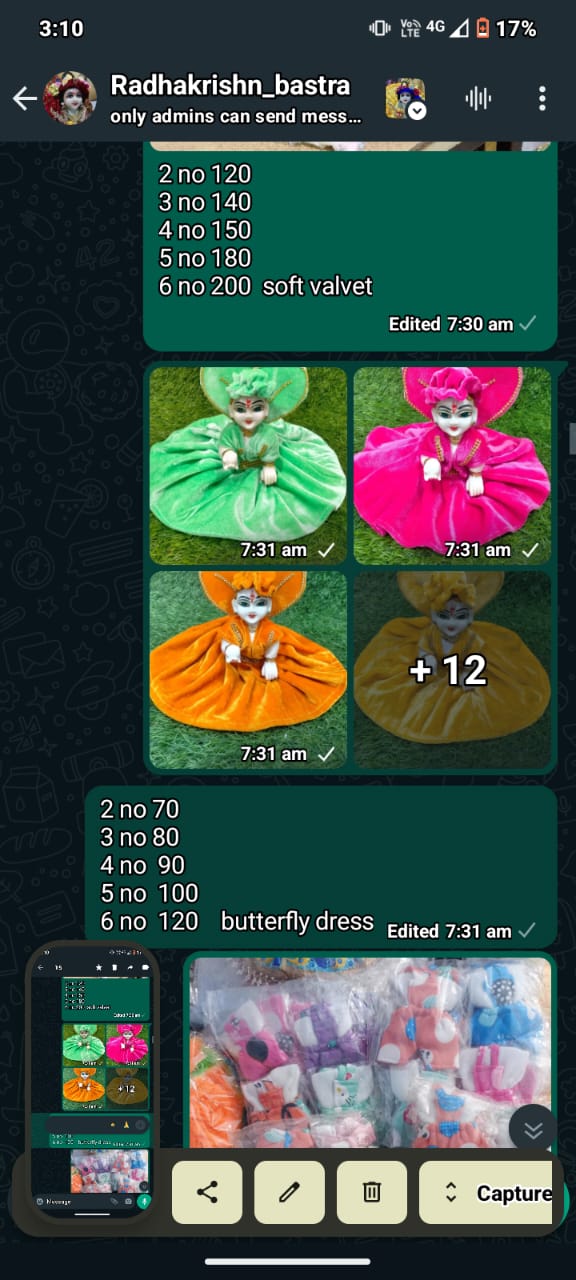 3:10
Vo)) LTE 4G 17%
Radhakrishn_bastra
only admins can send mess...
2 no 120
3 no 140
4 no 150
5 no 180
6 no 200 soft valvet
Edited 7:30 am
7:31 am
7:31 am
7:31 am
+ 12
2 no 70
3 no 80
4 no 90
5 no 100
6 no 120 butterfly dress
Edited 7:31 am
15
+12
Message
Capture